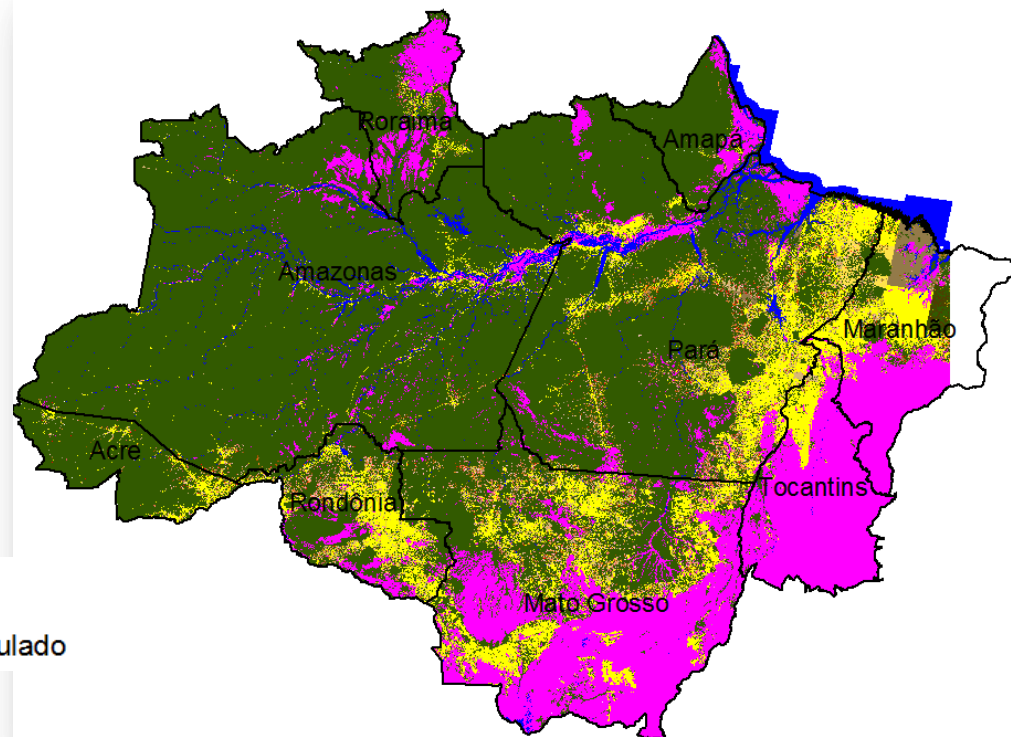 Roraima
Amapá
Amazonas
Maranhão
Pará
Acre
Tocantins
Rondônia
Mato Grosso
ulado